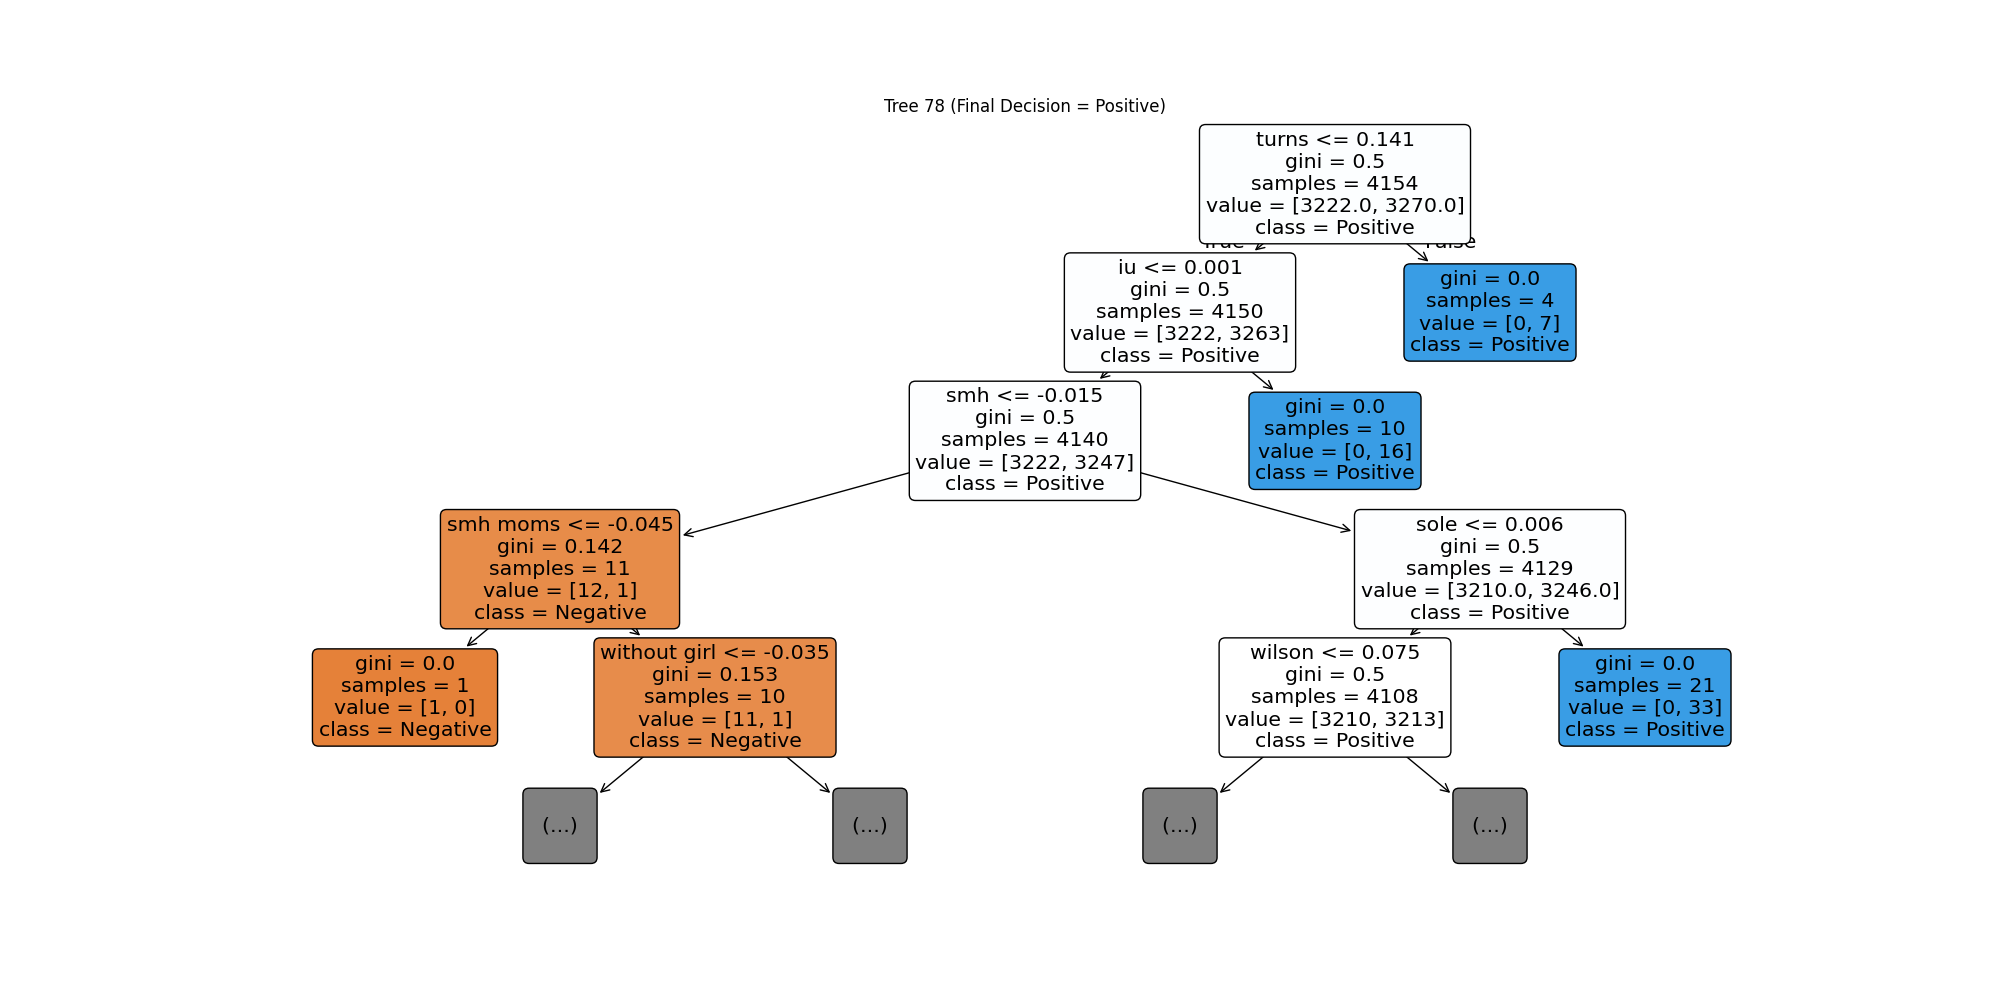 Tree 78 (Final Decision = Positive)
turns <= 0.141
gini = 0.5
samples = 4154
value = [3222.0, 3270.0]
class = Positive
True
False
iu <= 0.001
gini = 0.5
samples = 4150
value = [3222, 3263]
class = Positive
gini = 0.0
samples = 4
value = [0, 7]
class = Positive
smh <= -0.015
gini = 0.5
samples = 4140
value = [3222, 3247]
class = Positive
gini = 0.0
samples = 10
value = [0, 16]
class = Positive
smh moms <= -0.045
gini = 0.142
samples = 11
value = [12, 1]
class = Negative
sole <= 0.006
gini = 0.5
samples = 4129
value = [3210.0, 3246.0]
class = Positive
gini = 0.0
samples = 1
value = [1, 0]
class = Negative
without girl <= -0.035
gini = 0.153
samples = 10
value = [11, 1]
class = Negative
wilson <= 0.075
gini = 0.5
samples = 4108
value = [3210, 3213]
class = Positive
gini = 0.0
samples = 21
value = [0, 33]
class = Positive
(...)
(...)
(...)
(...)